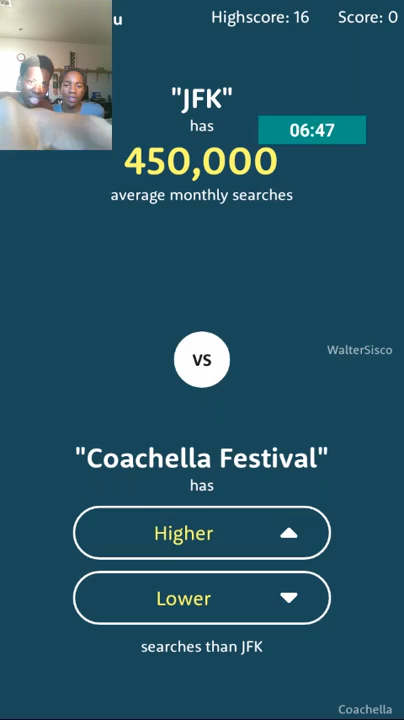 u
Highscore: 16 Score: 0
"JFK"
has
06:47
450,000
average monthly searches
WalterSisco
VS
"Coachella Festival"
has
Higher
Lower
searches than JFK
Coachella